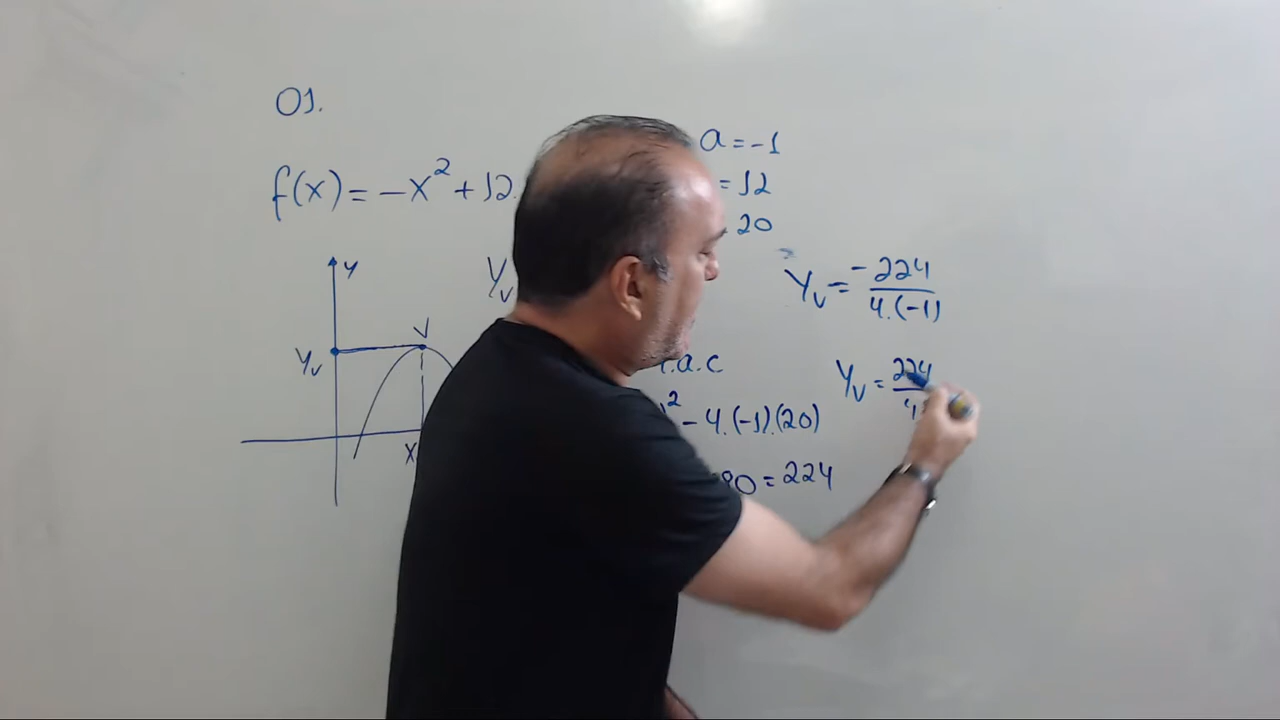 01.
f(x) = -x² + 12
a = -1
= 12
20
y
V
Yv
X
Y
.a.c
² - 4.(-1).(20)
80 = 224
Yv = -224 / 4.(-1)
Yv = 224 / 4